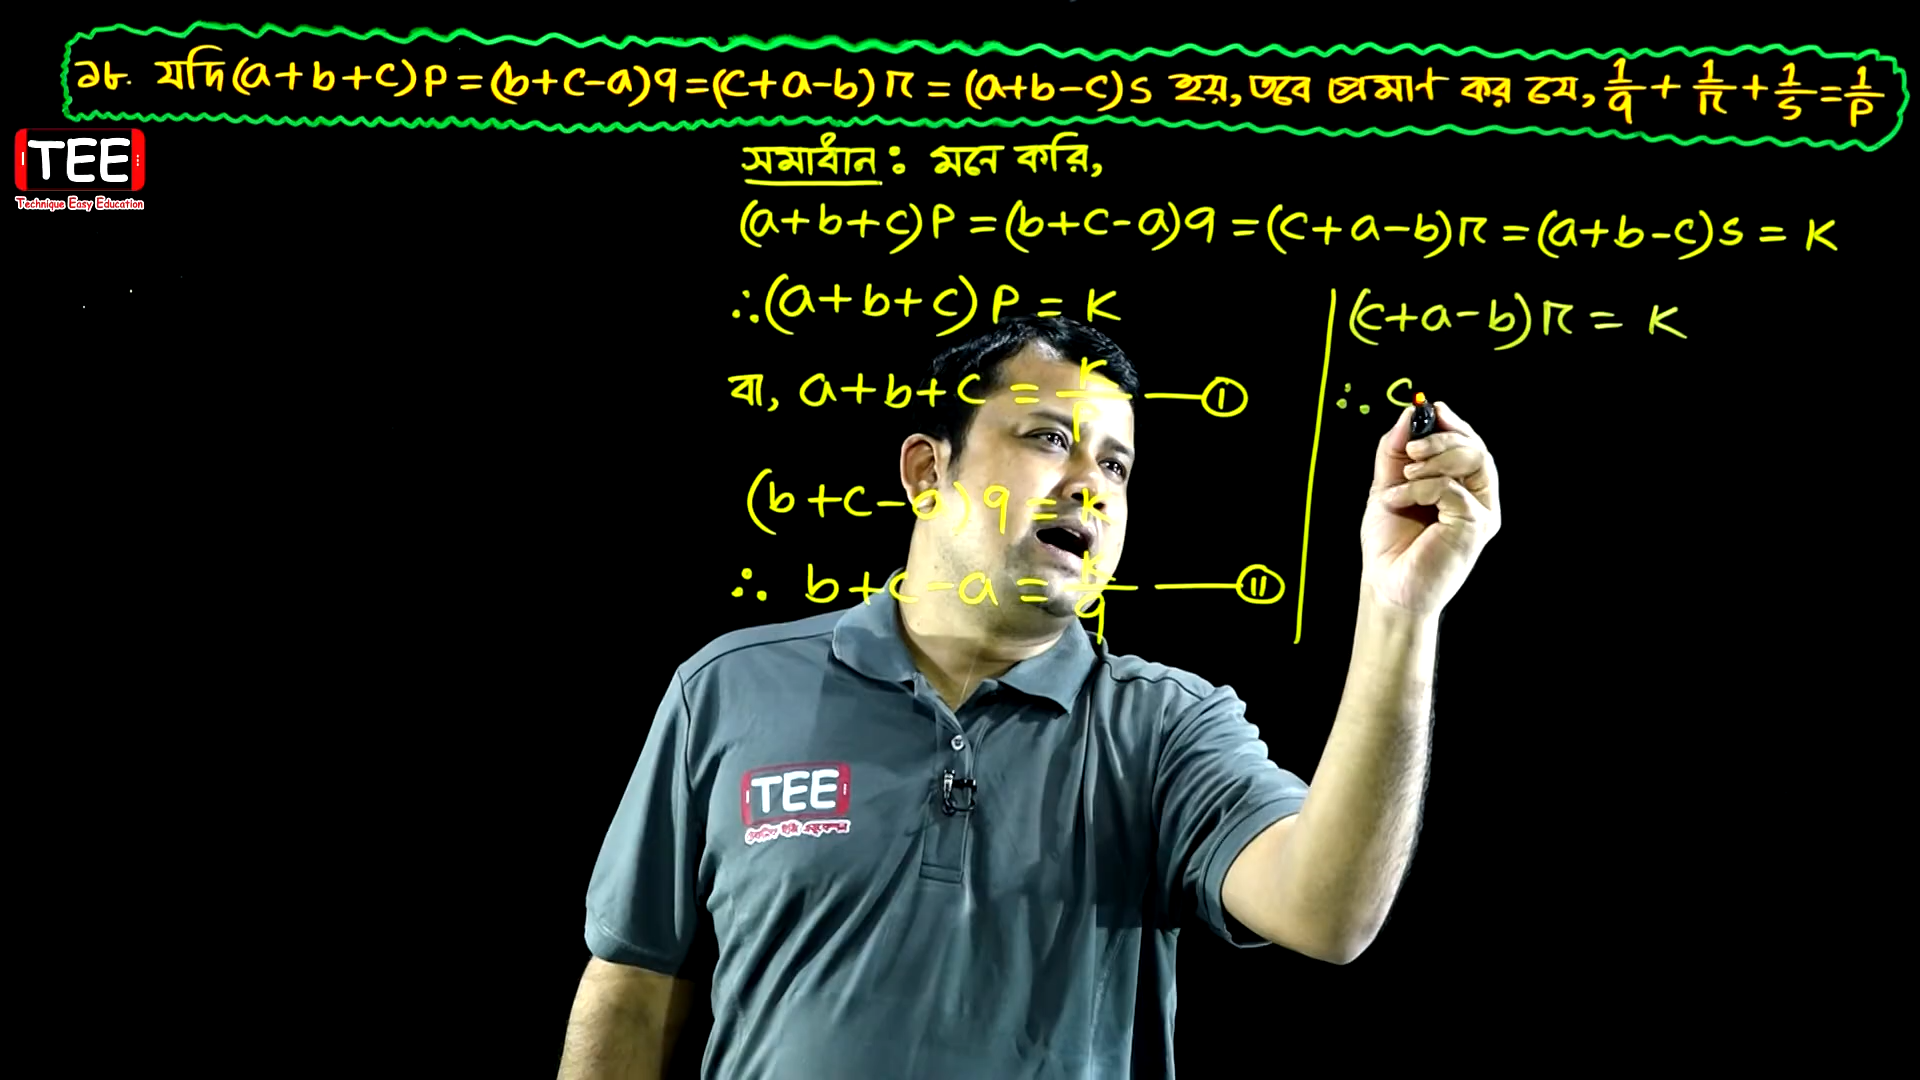 ১৮. যদি (a+b+c)p = (b+c-a)q = (c+a-b)r = (a+b-c)s হয়, তবে প্রমাণ কর যে, 1/q + 1/r + 1/s = 1/p
TEE
Technique Easy Education
সমাধান : মনে করি,
(a+b+c)p = (b+c-a)q = (c+a-b)r = (a+b-c)s = K
∴ (a+b+c)p = K
বা, a+b+c = K/p —— (i)
(b+c-a)q = K
∴ b+c-a = K/q —— (ii)
(c+a-b)r = K
∴ c
TEE